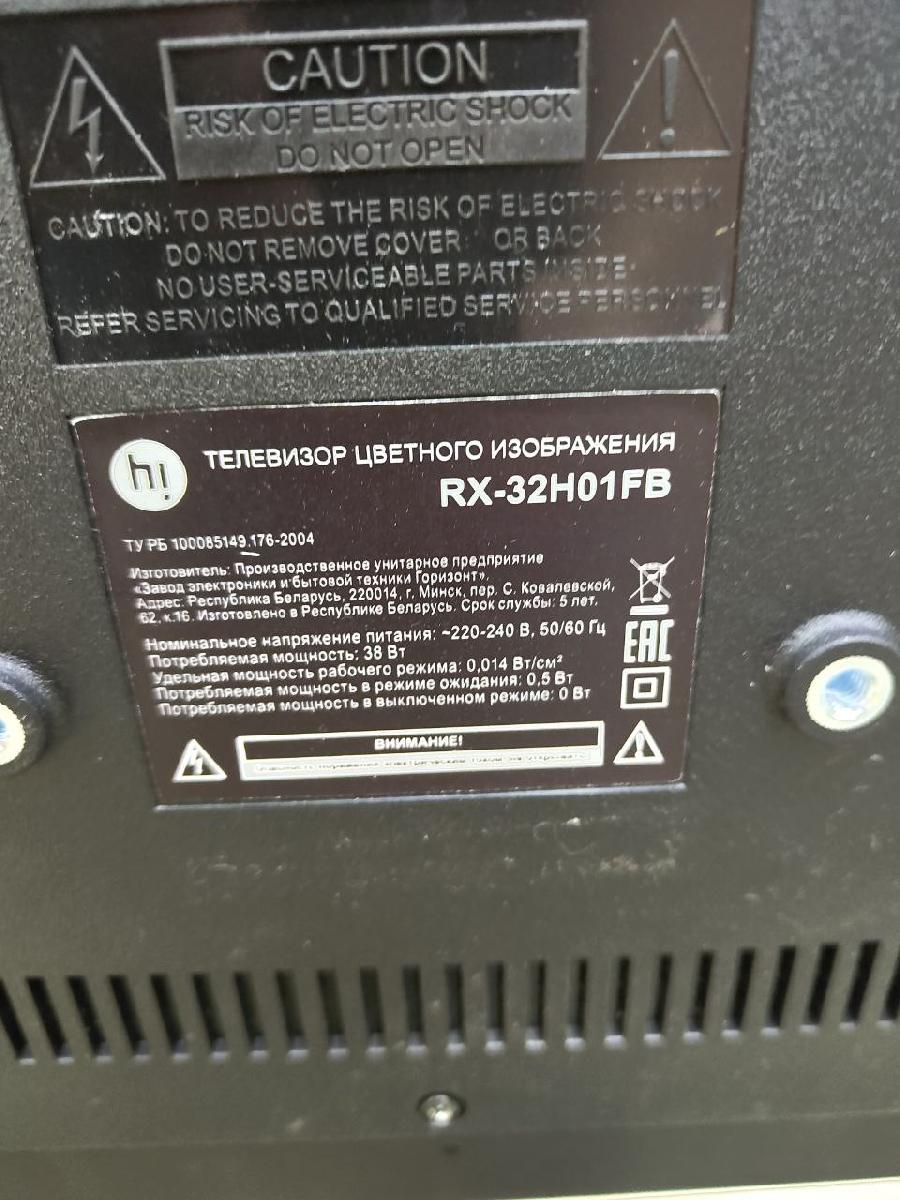 CAUTION
RISK OF ELECTRIC SHOCK
DO NOT OPEN
CAUTION: TO REDUCE THE RISK OF ELECTRIC SHOCK
DO NOT REMOVE COVER OR BACK
NO USER-SERVICEABLE PARTS INSIDE.
REFER SERVICING TO QUALIFIED SERVICE PERSONNEL
hi
ТЕЛЕВИЗОР ЦВЕТНОГО ИЗОБРАЖЕНИЯ
RX-32H01FB
ТУ РБ 100085149.176-2004
Изготовитель: Производственное унитарное предприятие
«Завод электроники и бытовой техники Горизонт».
Адрес: Республика Беларусь, 220014, г. Минск, пер. С. Ковалевской,
62, к.16. Изготовлено в Республике Беларусь. Срок службы: 5 лет.
Номинальное напряжение питания: ~220-240 В, 50/60 Гц
Потребляемая мощность: 38 Вт
Удельная мощность рабочего режима: 0,014 Вт/см²
Потребляемая мощность в режиме ожидания: 0,5 Вт
Потребляемая мощность в выключенном режиме: 0 Вт
EAC
ВНИМАНИЕ!